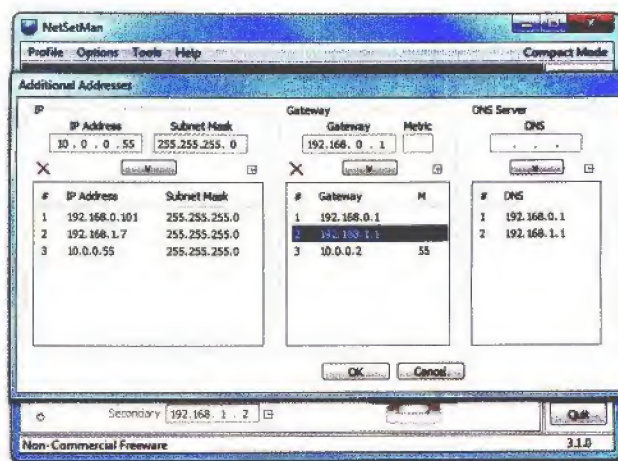 NetSetMan
Profile Options Tools Help Compact Mode
Additional Addresses
IP
IP Address Subnet Mask
10 . 0 . 0 . 55 255.255.255. 0
# IP Address Subnet Mask
1 192.168.0.101 255.255.255.0
2 192.168.1.7 255.255.255.0
3 10.0.0.55 255.255.255.0
Gateway
Gateway Metric
192.168. 0 . 1
# Gateway M
1 192.168.0.1
2 192.168.1.1
3 10.0.0.2 55
DNS Server
DNS
. . .
# DNS
1 192.168.0.1
2 192.168.1.1
OK Cancel
Secondary 192.168. 1 . 2
Quit
Non-Commercial Freeware 3.1.0